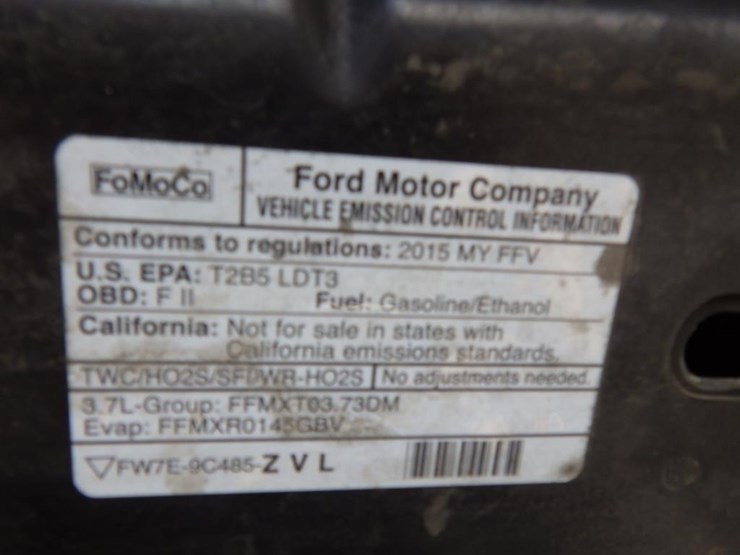 FoMoCo
Ford Motor Company
VEHICLE EMISSION CONTROL INFORMATION
Conforms to regulations: 2015 MY FFV
U.S. EPA: T2B5 LDT3
OBD: F II Fuel: Gasoline/Ethanol
California: Not for sale in states with
California emissions standards.
TWC/HO2S/SFI/WR-HO2S No adjustments needed.
3.7L-Group: FFMXT03.73DM
Evap: FFMXR0145GBV
FW7E-9C485-Z V L